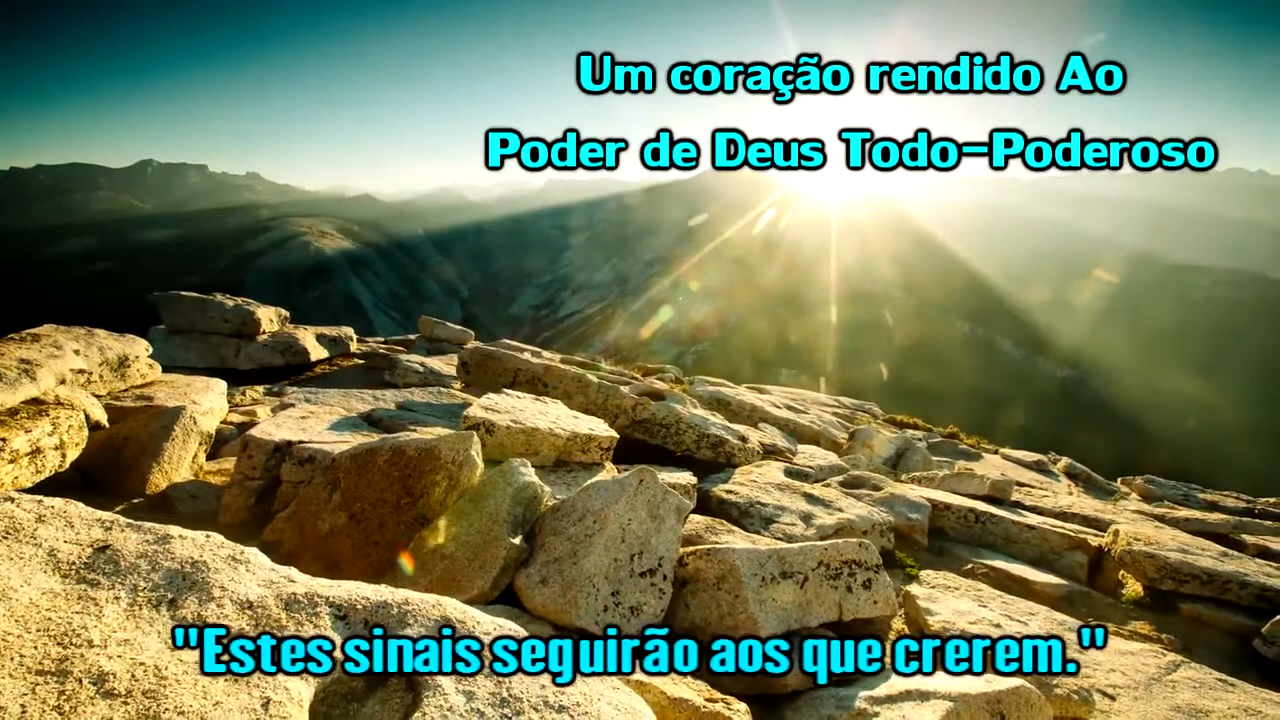 Um coração rendido Ao
Poder de Deus Todo-Poderoso
"Estes sinais seguirão aos que crerem."